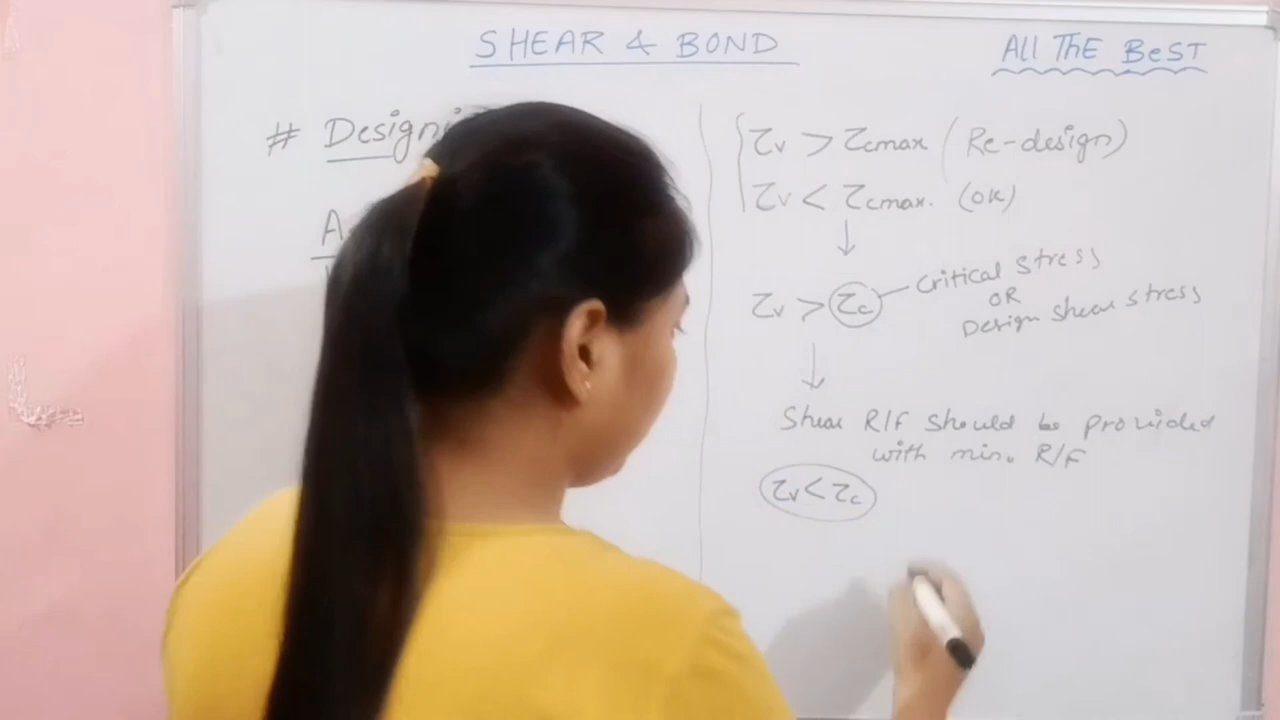 SHEAR & BOND
ALL THE BEST
# Design
A
τv > τcmax (Re-design)
τv < τcmax. (OK)
τv > τc — Critical Stress
OR
Design shear stress
Shear R/F should be provided
with min. R/F
τv < τc